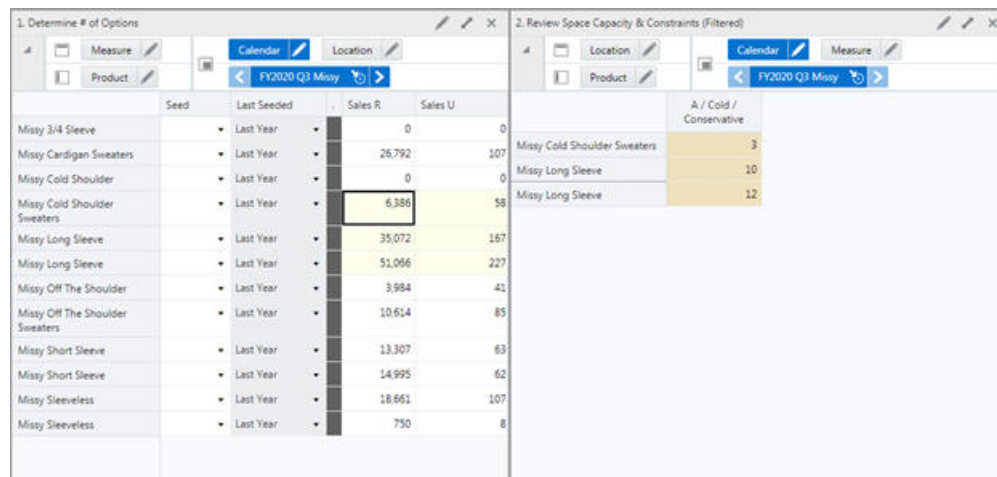 1. Determine # of Options
Measure
Calendar
Location
Product
FY2020 Q3 Missy
Seed Last Seeded . Sales R Sales U
Missy 3/4 Sleeve Last Year 0 0
Missy Cardigan Sweaters Last Year 26,792 107
Missy Cold Shoulder Last Year 0 0
Missy Cold Shoulder Sweaters Last Year 6,386 58
Missy Long Sleeve Last Year 35,072 167
Missy Long Sleeve Last Year 51,066 227
Missy Off The Shoulder Last Year 3,984 41
Missy Off The Shoulder Sweaters Last Year 10,614 85
Missy Short Sleeve Last Year 13,307 63
Missy Short Sleeve Last Year 14,995 62
Missy Sleeveless Last Year 18,661 107
Missy Sleeveless Last Year 750 8
2. Review Space Capacity & Constraints (Filtered)
Location
Calendar
Measure
Product
FY2020 Q3 Missy
A / Cold /
Conservative
Missy Cold Shoulder Sweaters 3
Missy Long Sleeve 10
Missy Long Sleeve 12